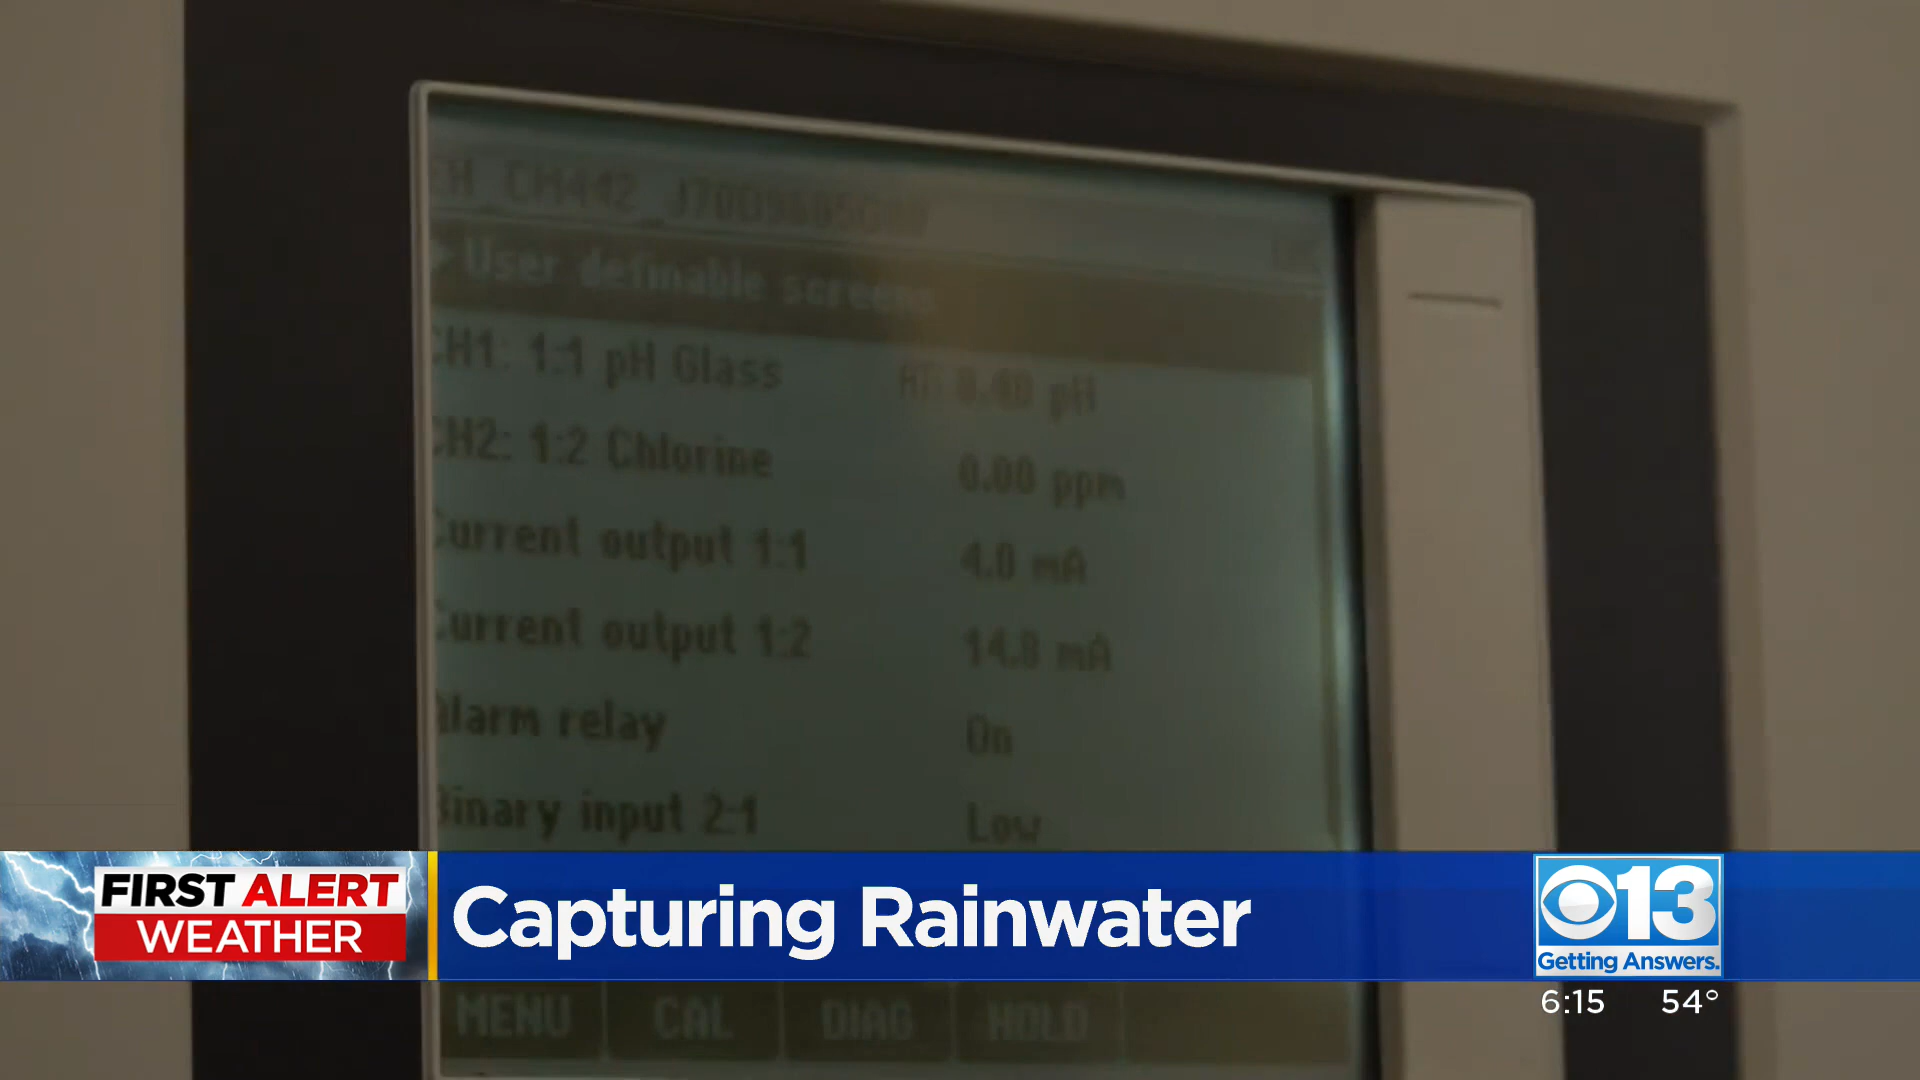 User definable screens
CH1: 1:1 pH Glass pH
CH2: 1:2 Chlorine 0.00 ppm
Current output 1:1 4.0 mA
Current output 1:2 14.8 mA
Alarm relay On
Binary input 2:1 Low
FIRST ALERT
WEATHER
Capturing Rainwater
13
Getting Answers.
6:15 54°
MENU CAL DIAG HOLD